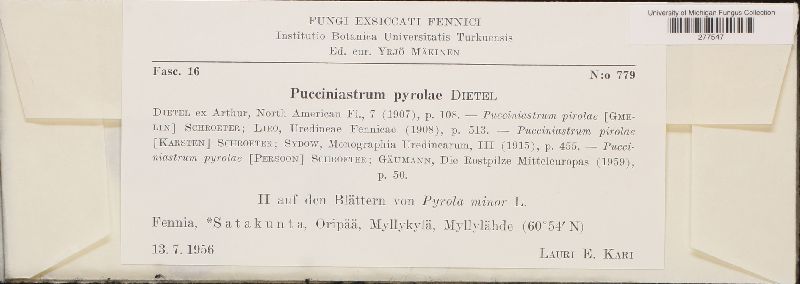 FUNGI EXSICCATI FENNICI
Institutio Botanica Universitatis Turkuensis
Ed. cur. YRJÖ MÄKINEN
University of Michigan Fungus Collection
277547
Fasc. 16 N:o 779
Pucciniastrum pyrolae DIETEL
DIETEL ex Arthur, North American Fl., 7 (1907), p. 108. — Pucciniastrum pirolae [GME-
LIN] SCHROETER; LIRO, Uredineae Fennicae (1908), p. 513. — Pucciniastrum pirolae
[KARSTEN] SCHROETER; SYDOW, Monographia Uredinearum, III (1915), p. 455. — Pucci-
niastrum pyrolae [PERSOON] SCHROETER; GÄUMANN, Die Rostpilze Mitteleuropas (1959),
p. 50.
II auf den Blättern von Pyrola minor L.
Fennia, *Satakunta, Oripää, Myllykylä, Myllylähde (60°54′ N)
13. 7. 1956 LAURI E. KARI